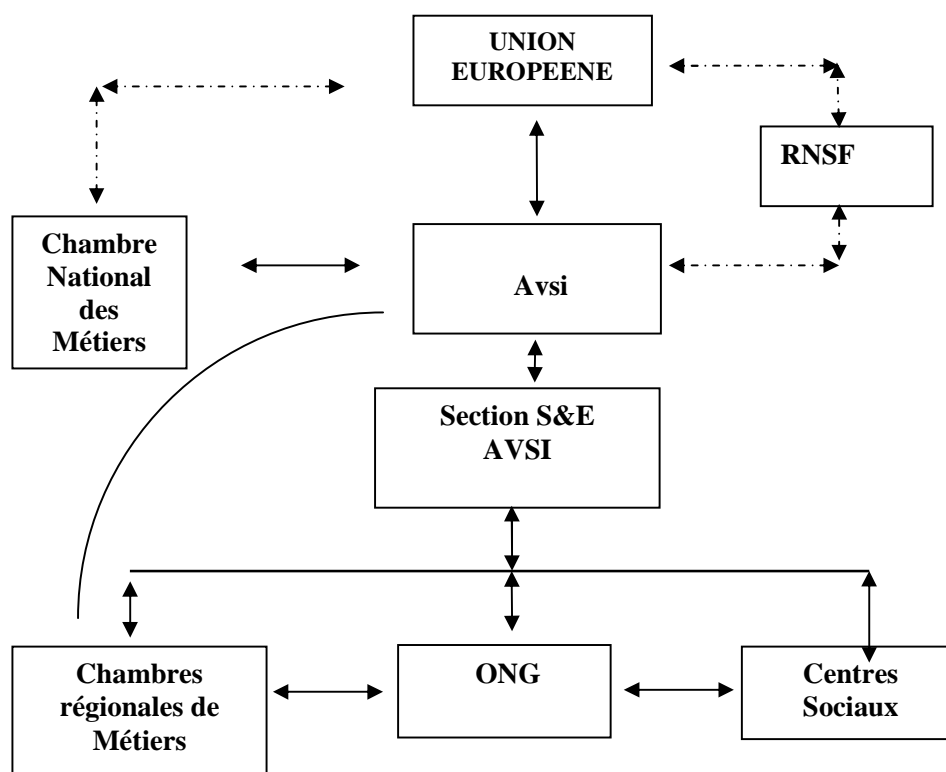 UNION
EUROPEENE
RNSF
Chambre
National
des
Métiers
Avsi
Section S&E
AVSI
Chambres
régionales de
Métiers
ONG
Centres
Sociaux